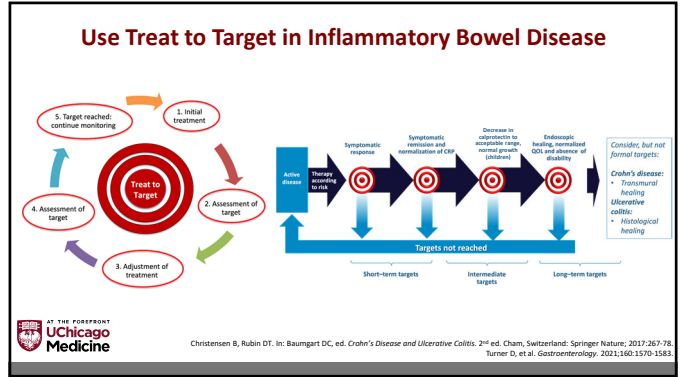 Use Treat to Target in Inflammatory Bowel Disease
5. Target reached:
continue monitoring
1. Initial
treatment
Treat to
Target
4. Assessment of
target
2. Assessment of
target
3. Adjustment of
treatment
Active
disease
Therapy
according
to risk
Symptomatic
response
Symptomatic
remission and
normalization of CRP
Decrease in
calprotectin to
acceptable range,
normal growth
(children)
Endoscopic
healing, normalized
QOL and absence of
disability
Consider, but not
formal targets:
Crohn's disease:
• Transmural
healing
Ulcerative
colitis:
• Histological
healing
Targets not reached
Short-term targets
Intermediate
targets
Long-term targets
AT THE FOREFRONT
UChicago
Medicine
Christensen B, Rubin DT. In: Baumgart DC, ed. Crohn's Disease and Ulcerative Colitis. 2nd ed. Cham, Switzerland: Springer Nature; 2017:267-78.
Turner D, et al. Gastroenterology. 2021;160:1570-1583.